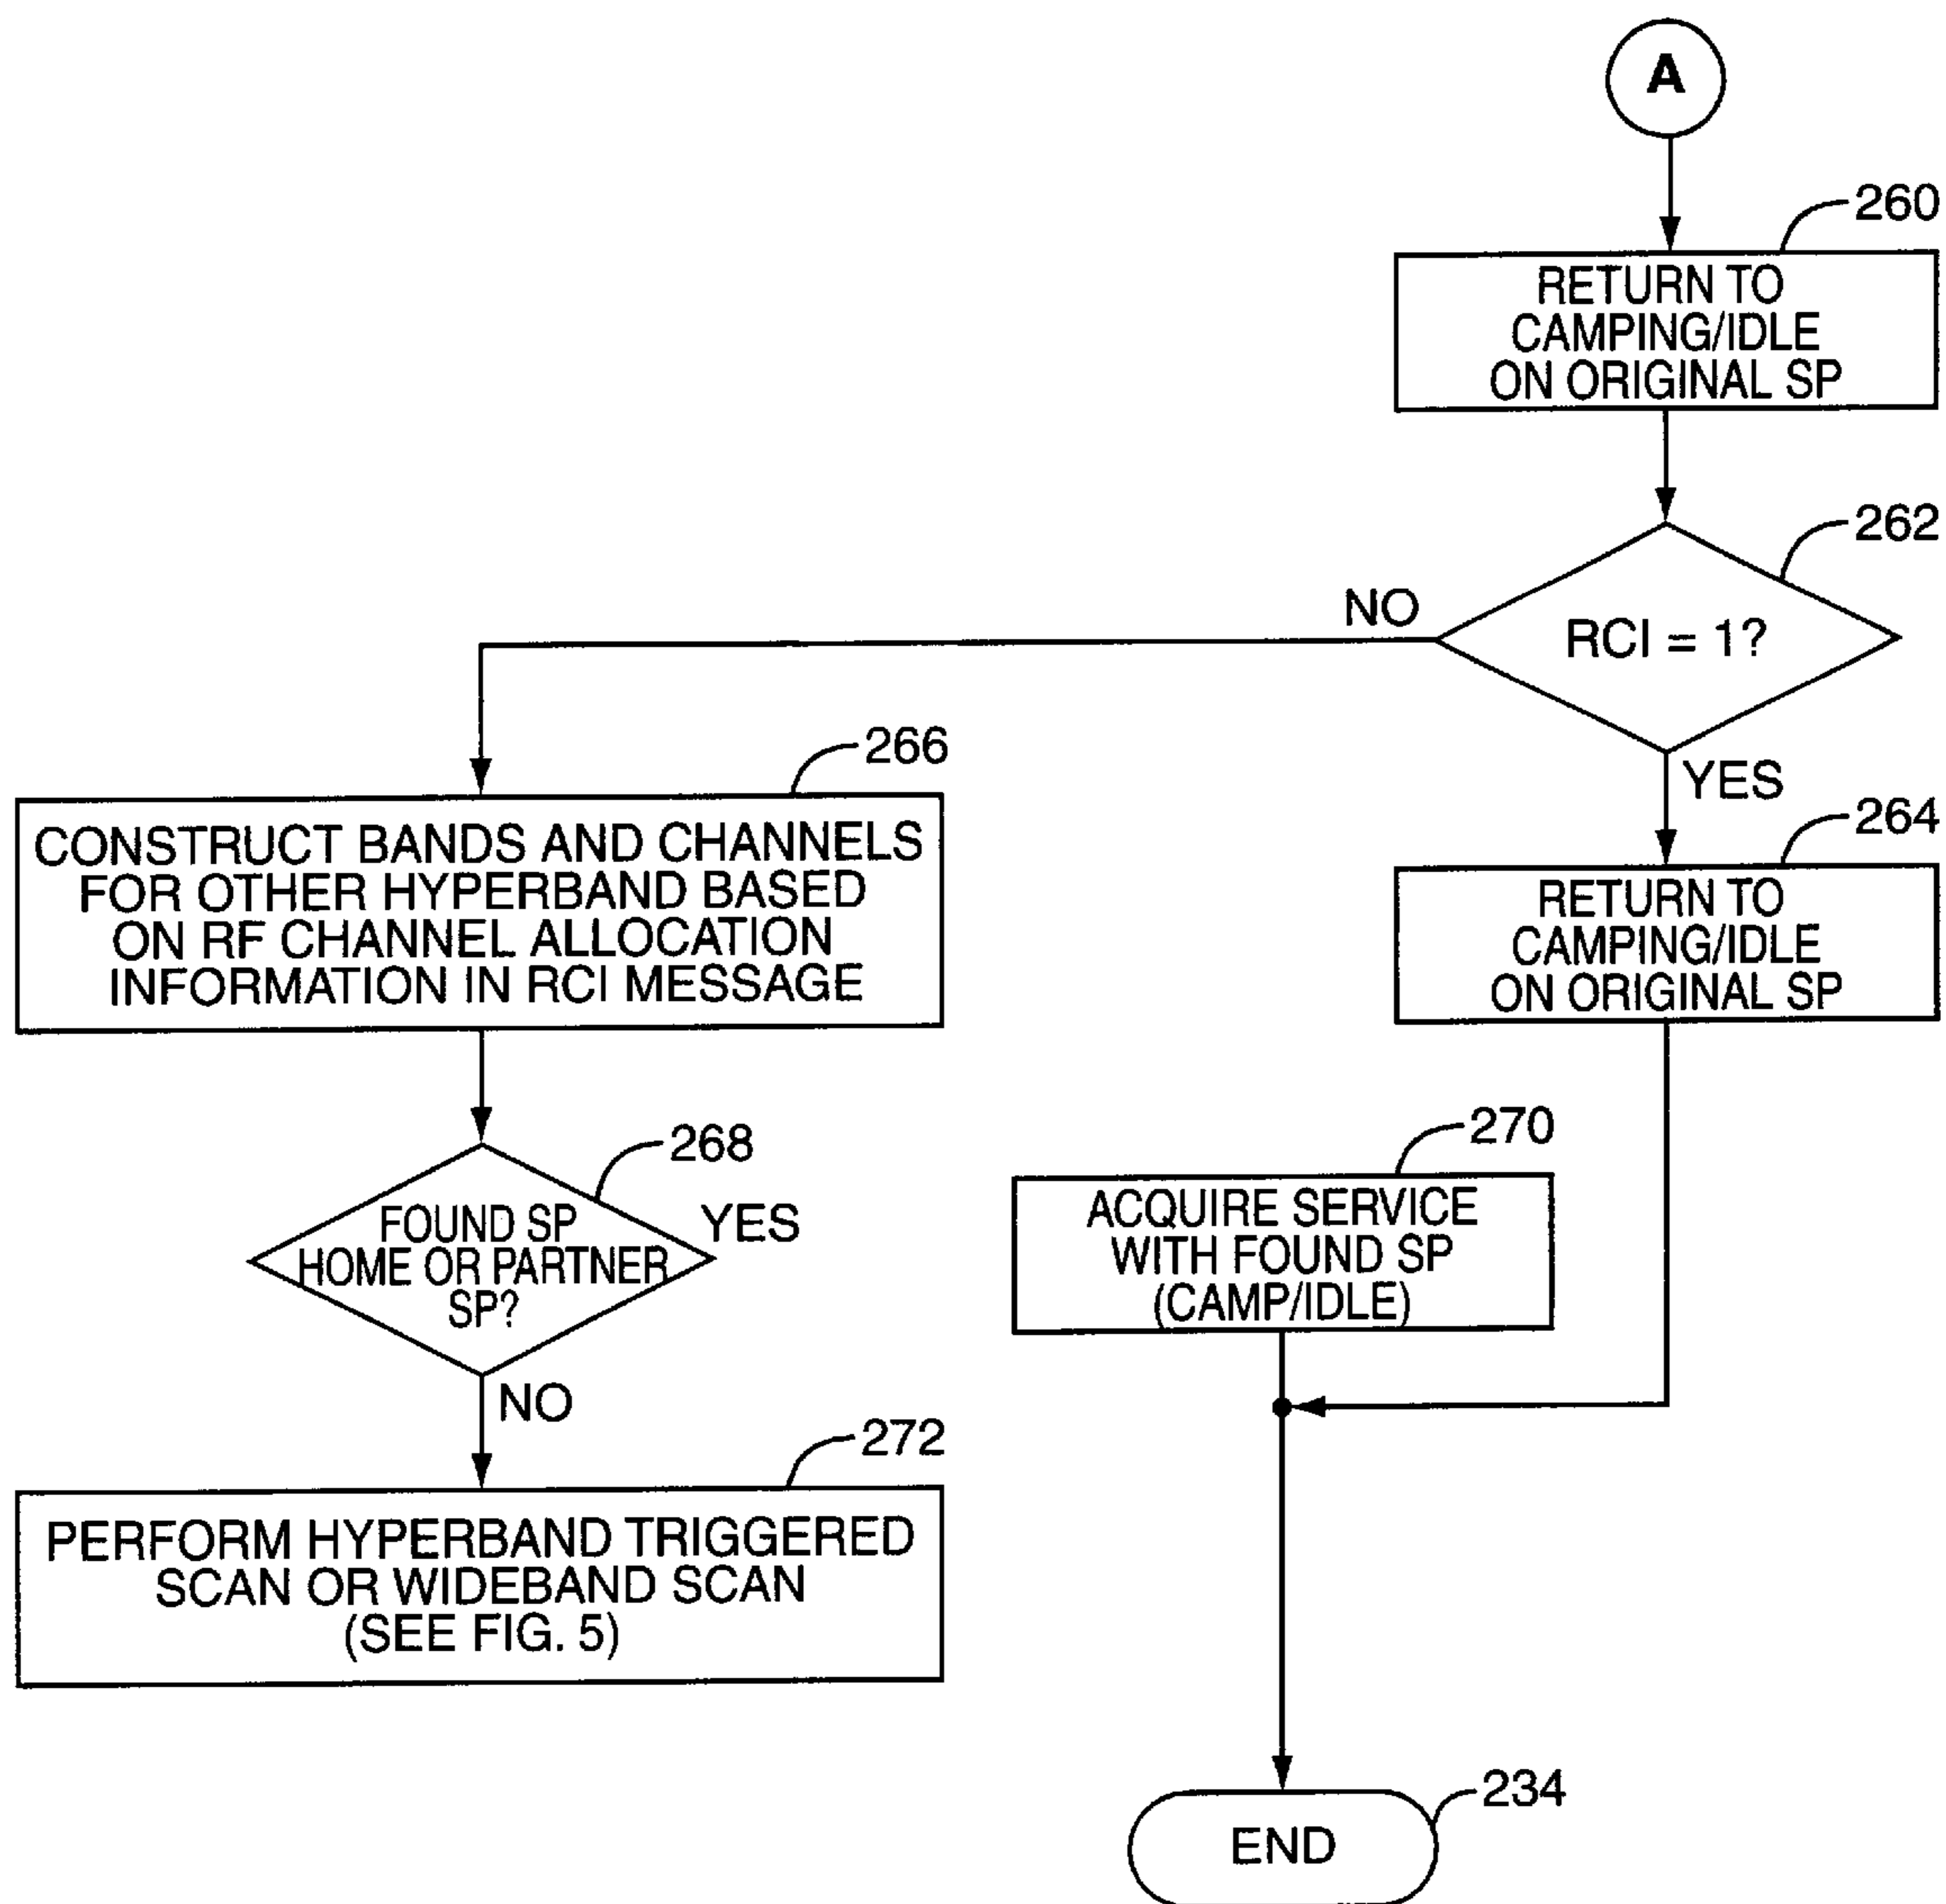 A
260
RETURN TO
CAMPING/IDLE
ON ORIGINAL SP
262
NO
RCI = 1?
YES
266
264
CONSTRUCT BANDS AND CHANNELS
FOR OTHER HYPERBAND BASED
ON RF CHANNEL ALLOCATION
INFORMATION IN RCI MESSAGE
RETURN TO
CAMPING/IDLE
ON ORIGINAL SP
268
YES
FOUND SP
HOME OR PARTNER
SP?
NO
270
ACQUIRE SERVICE
WITH FOUND SP
(CAMP/IDLE)
272
PERFORM HYPERBAND TRIGGERED
SCAN OR WIDEBAND SCAN
(SEE FIG. 5)
234
END